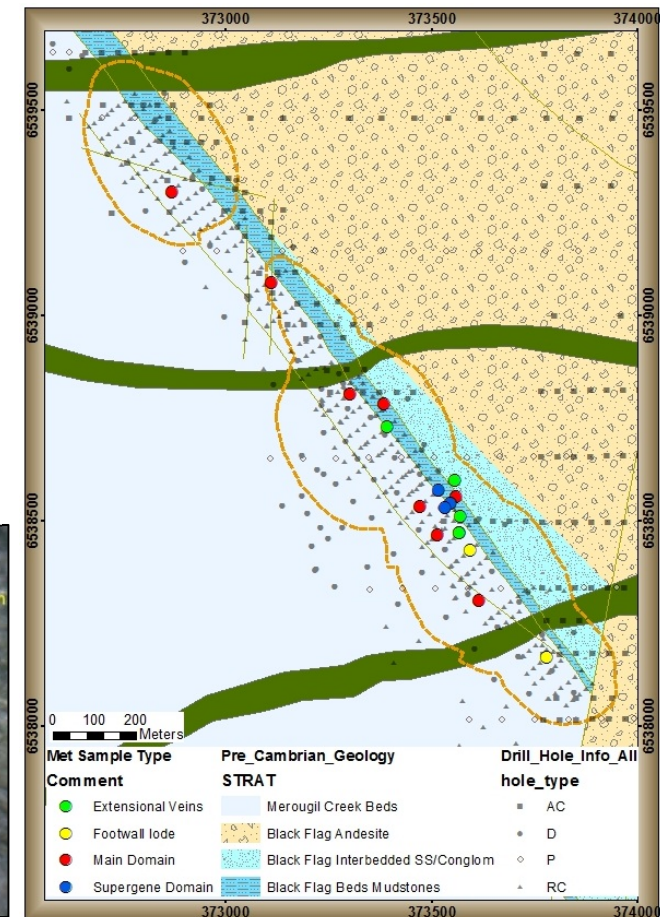 373000 373500 374000
6539500 6539500
6539000 6539000
6538500 6538500
6538000 6538000
0 100 200
Meters
Met Sample Type Pre_Cambrian_Geology Drill_Hole_Info_All
Comment STRAT hole_type
Extensional Veins Merougil Creek Beds AC
Footwall lode Black Flag Andesite D
Main Domain Black Flag Interbedded SS/Conglom P
Supergene Domain Black Flag Beds Mudstones RC
373000 373500 374000